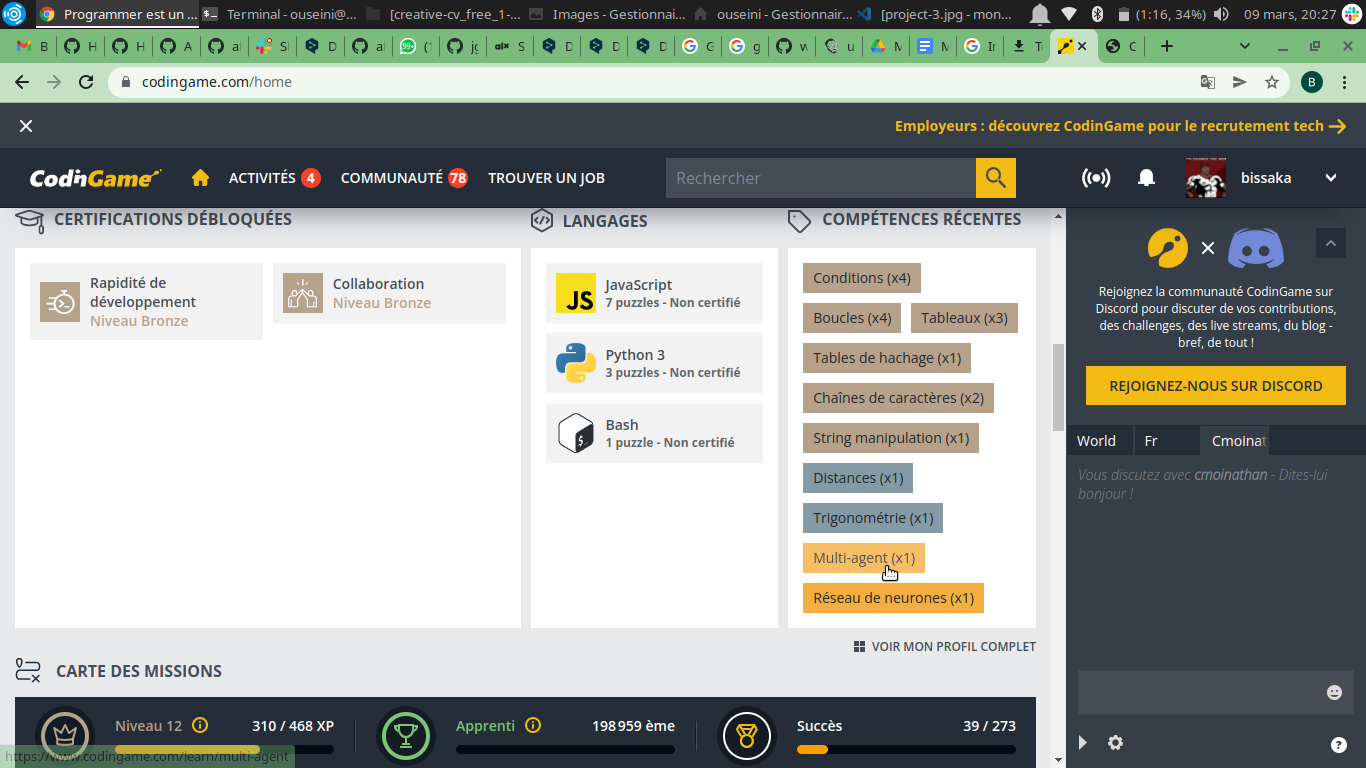 Programmer est un ...
Terminal - ouseini@...
[creative-cv_free_1-...
Images - Gestionnai...
ouseini - Gestionnair...
[project-3.jpg - mon...
(1:16, 34%)
09 mars, 20:27
codingame.com/home
B
Employeurs : découvrez CodinGame pour le recrutement tech
CodinGame
ACTIVITÉS 4
COMMUNAUTÉ 78
TROUVER UN JOB
Rechercher
bissaka
CERTIFICATIONS DÉBLOQUÉES
Rapidité de
développement
Niveau Bronze
Collaboration
Niveau Bronze
LANGAGES
JS
JavaScript
7 puzzles - Non certifié
Python 3
3 puzzles - Non certifié
Bash
1 puzzle - Non certifié
COMPÉTENCES RÉCENTES
Conditions (x4)
Boucles (x4)
Tableaux (x3)
Tables de hachage (x1)
Chaînes de caractères (x2)
String manipulation (x1)
Distances (x1)
Trigonométrie (x1)
Multi-agent (x1)
Réseau de neurones (x1)
VOIR MON PROFIL COMPLET
CARTE DES MISSIONS
Niveau 12
310 / 468 XP
Apprenti
198 959 ème
Succès
39 / 273
https://www.codingame.com/learn/multi-agent
Rejoignez la communauté CodinGame sur
Discord pour discuter de vos contributions,
des challenges, des live streams, du blog -
bref, de tout !
REJOIGNEZ-NOUS SUR DISCORD
World
Fr
Cmoinat
Vous discutez avec cmoinathan - Dites-lui
bonjour !
?